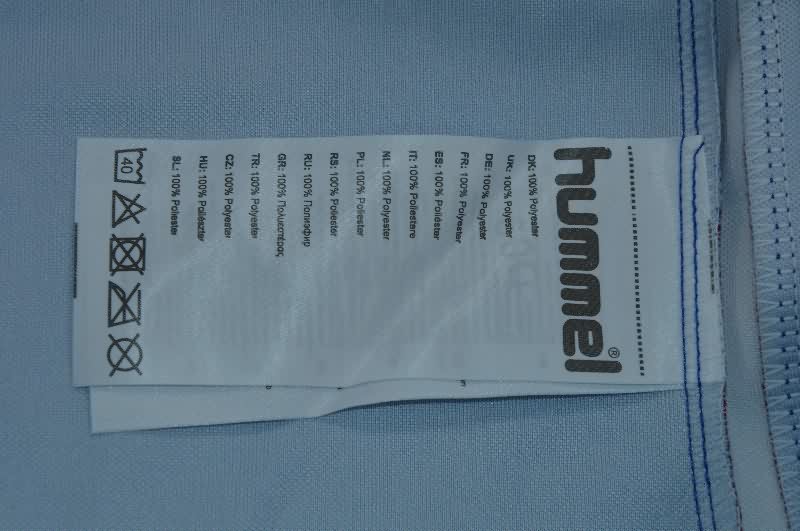 hummel®
DK: 100% Polyester
UK: 100% Polyester
DE: 100% Polyester
FR: 100% Polyester
ES: 100% Poliéster
IT: 100% Poliestere
NL: 100% Polyester
PL: 100% Poliester
RS: 100% Poliester
RU: 100% Полиэфир
GR: 100% Πολυεστέρας
TR: 100% Polyester
CZ: 100% Polyester
HU: 100% Poliészter
SL: 100% Poliester
40